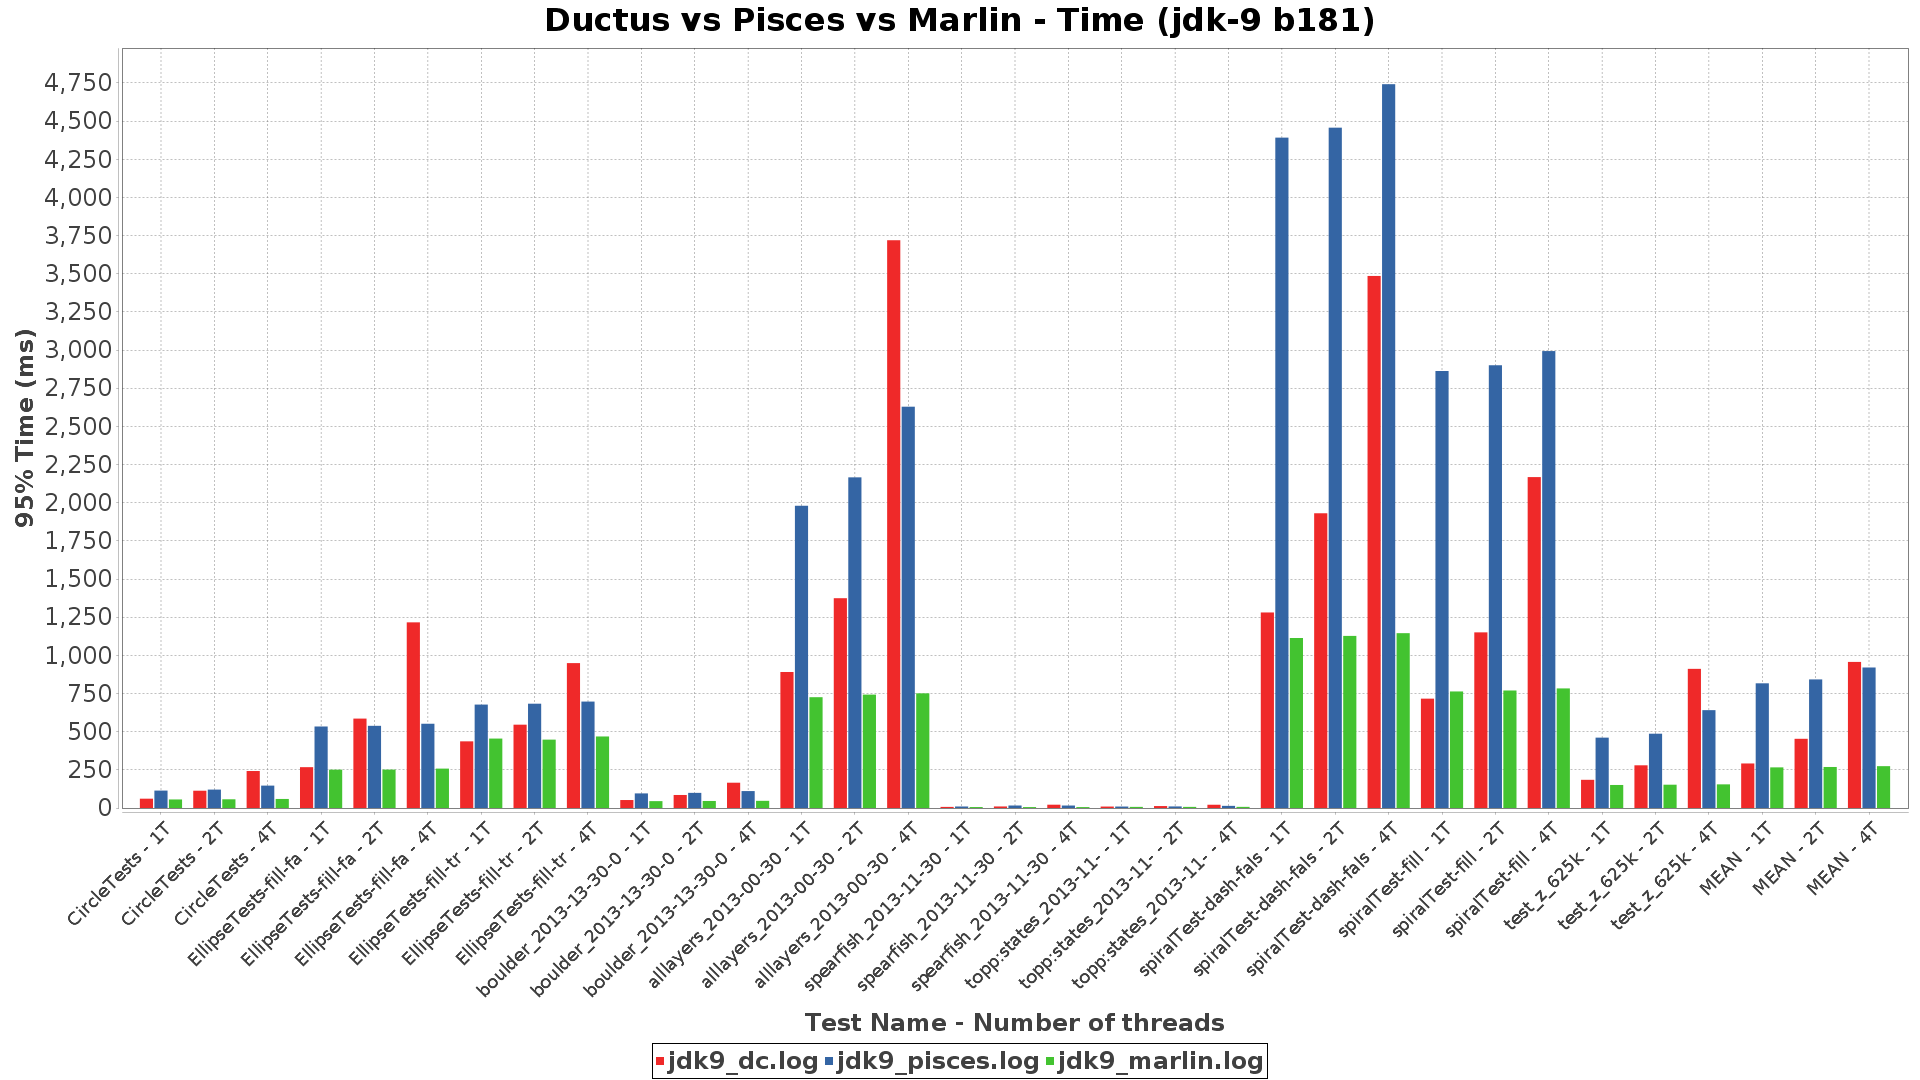 Ductus vs Pisces vs Marlin - Time (jdk-9 b181)
95% Time (ms)
4,750
4,500
4,250
4,000
3,750
3,500
3,250
3,000
2,750
2,500
2,250
2,000
1,750
1,500
1,250
1,000
750
500
250
0
CircleTests - 1T
CircleTests - 2T
CircleTests - 4T
EllipseTests-fill-fa - 1T
EllipseTests-fill-fa - 2T
EllipseTests-fill-fa - 4T
EllipseTests-fill-tr - 1T
EllipseTests-fill-tr - 2T
EllipseTests-fill-tr - 4T
boulder_2013-13-30-0 - 1T
boulder_2013-13-30-0 - 2T
boulder_2013-13-30-0 - 4T
alllayers_2013-00-30 - 1T
alllayers_2013-00-30 - 2T
alllayers_2013-00-30 - 4T
spearfish_2013-11-30 - 1T
spearfish_2013-11-30 - 2T
spearfish_2013-11-30 - 4T
topp:states_2013-11- - 1T
topp:states_2013-11- - 2T
topp:states_2013-11- - 4T
spiralTest-dash-fals - 1T
spiralTest-dash-fals - 2T
spiralTest-dash-fals - 4T
spiralTest-fill - 1T
spiralTest-fill - 2T
spiralTest-fill - 4T
test_z_625k - 1T
test_z_625k - 2T
test_z_625k - 4T
MEAN - 1T
MEAN - 2T
MEAN - 4T
Test Name - Number of threads
jdk9_dc.log jdk9_pisces.log jdk9_marlin.log